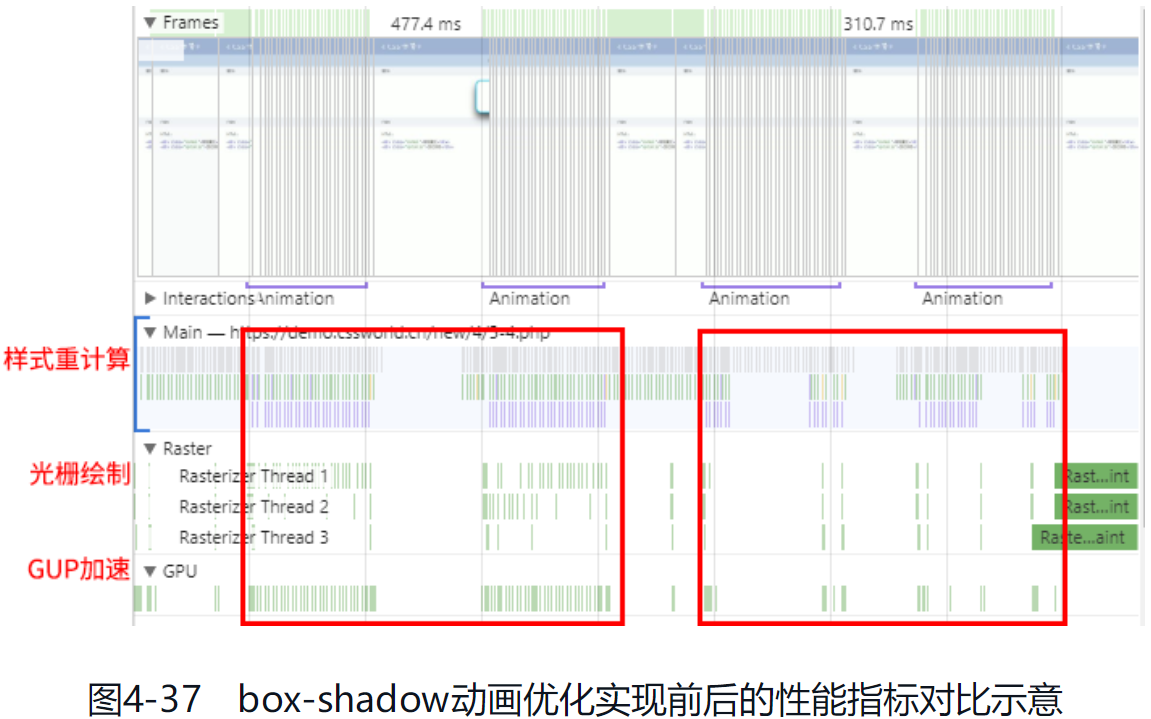 Frames 477.4 ms 310.7 ms
Interactions Animation Animation Animation Animation
Main — https://demo.cssworld.cn/new/4/5-4.php
样式重计算
Raster
光栅绘制
Rasterizer Thread 1 Rast...int
Rasterizer Thread 2 Rast...int
Rasterizer Thread 3 Raste...aint
GUP加速
GPU
图4-37 box-shadow动画优化实现前后的性能指标对比示意